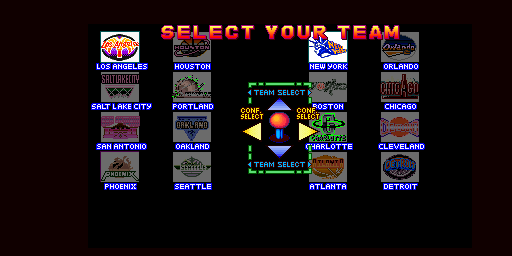 SELECT YOUR TEAM
LOS ANGELES
HOUSTON
NEW YORK
ORLANDO
SALT LAKE CITY
PORTLAND
TEAM SELECT
BOSTON
CHICAGO
CONF. SELECT
CONF. SELECT
SAN ANTONIO
OAKLAND
CHARLOTTE
CLEVELAND
TEAM SELECT
PHOENIX
SEATTLE
ATLANTA
DETROIT